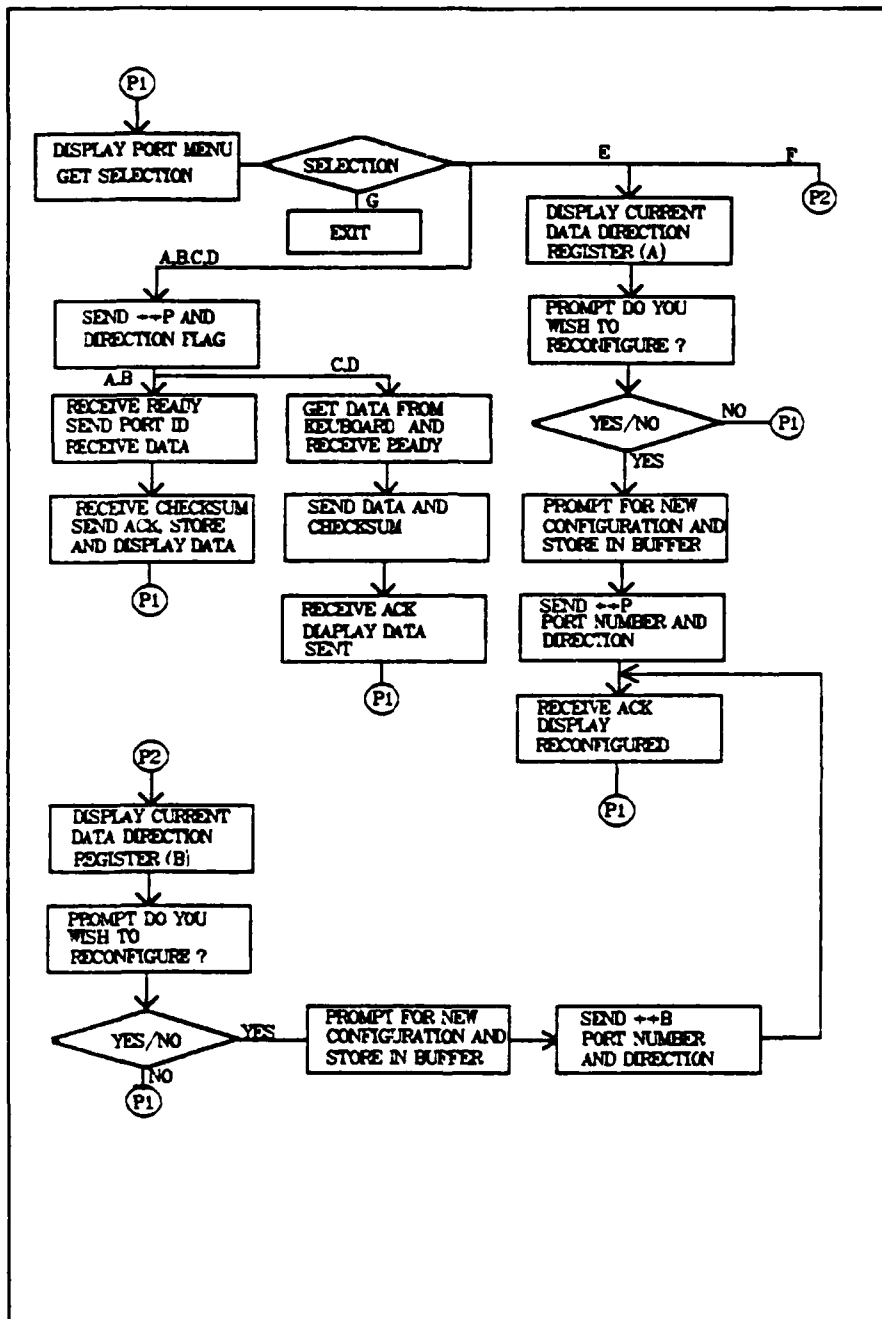 P1
DISPLAY PORT MENU
GET SELECTION
SELECTION
G
EXIT
E
F
P2
A,B,C,D
SEND ++P AND
DIRECTION FLAG
A,B
C,D
RECEIVE READY
SEND PORT ID
RECEIVE DATA
RECEIVE CHECKSUM
SEND ACK, STORE
AND DISPLAY DATA
P1
GET DATA FROM
KEUBOARD AND
RECEIVE READY
SEND DATA AND
CHECKSUM
RECEIVE ACK
DIAPLAY DATA
SENT
P1
DISPLAY CURRENT
DATA DIRECTION
REGISTER (A)
PROMPT DO YOU
WISH TO
RECONFIGURE ?
YES/NO
NO
P1
YES
PROMPT FOR NEW
CONFIGURATION AND
STORE IN BUFFER
SEND ++P
PORT NUMBER AND
DIRECTION
RECEIVE ACK
DISPLAY
RECONFIGURED
P1
P2
DISPLAY CURRENT
DATA DIRECTION
REGISTER (B)
PROMPT DO YOU
WISH TO
RECONFIGURE ?
YES/NO
YES
NO
P1
PROMPT FOR NEW
CONFIGURATION AND
STORE IN BUFFER
SEND ++B
PORT NUMBER
AND DIRECTION